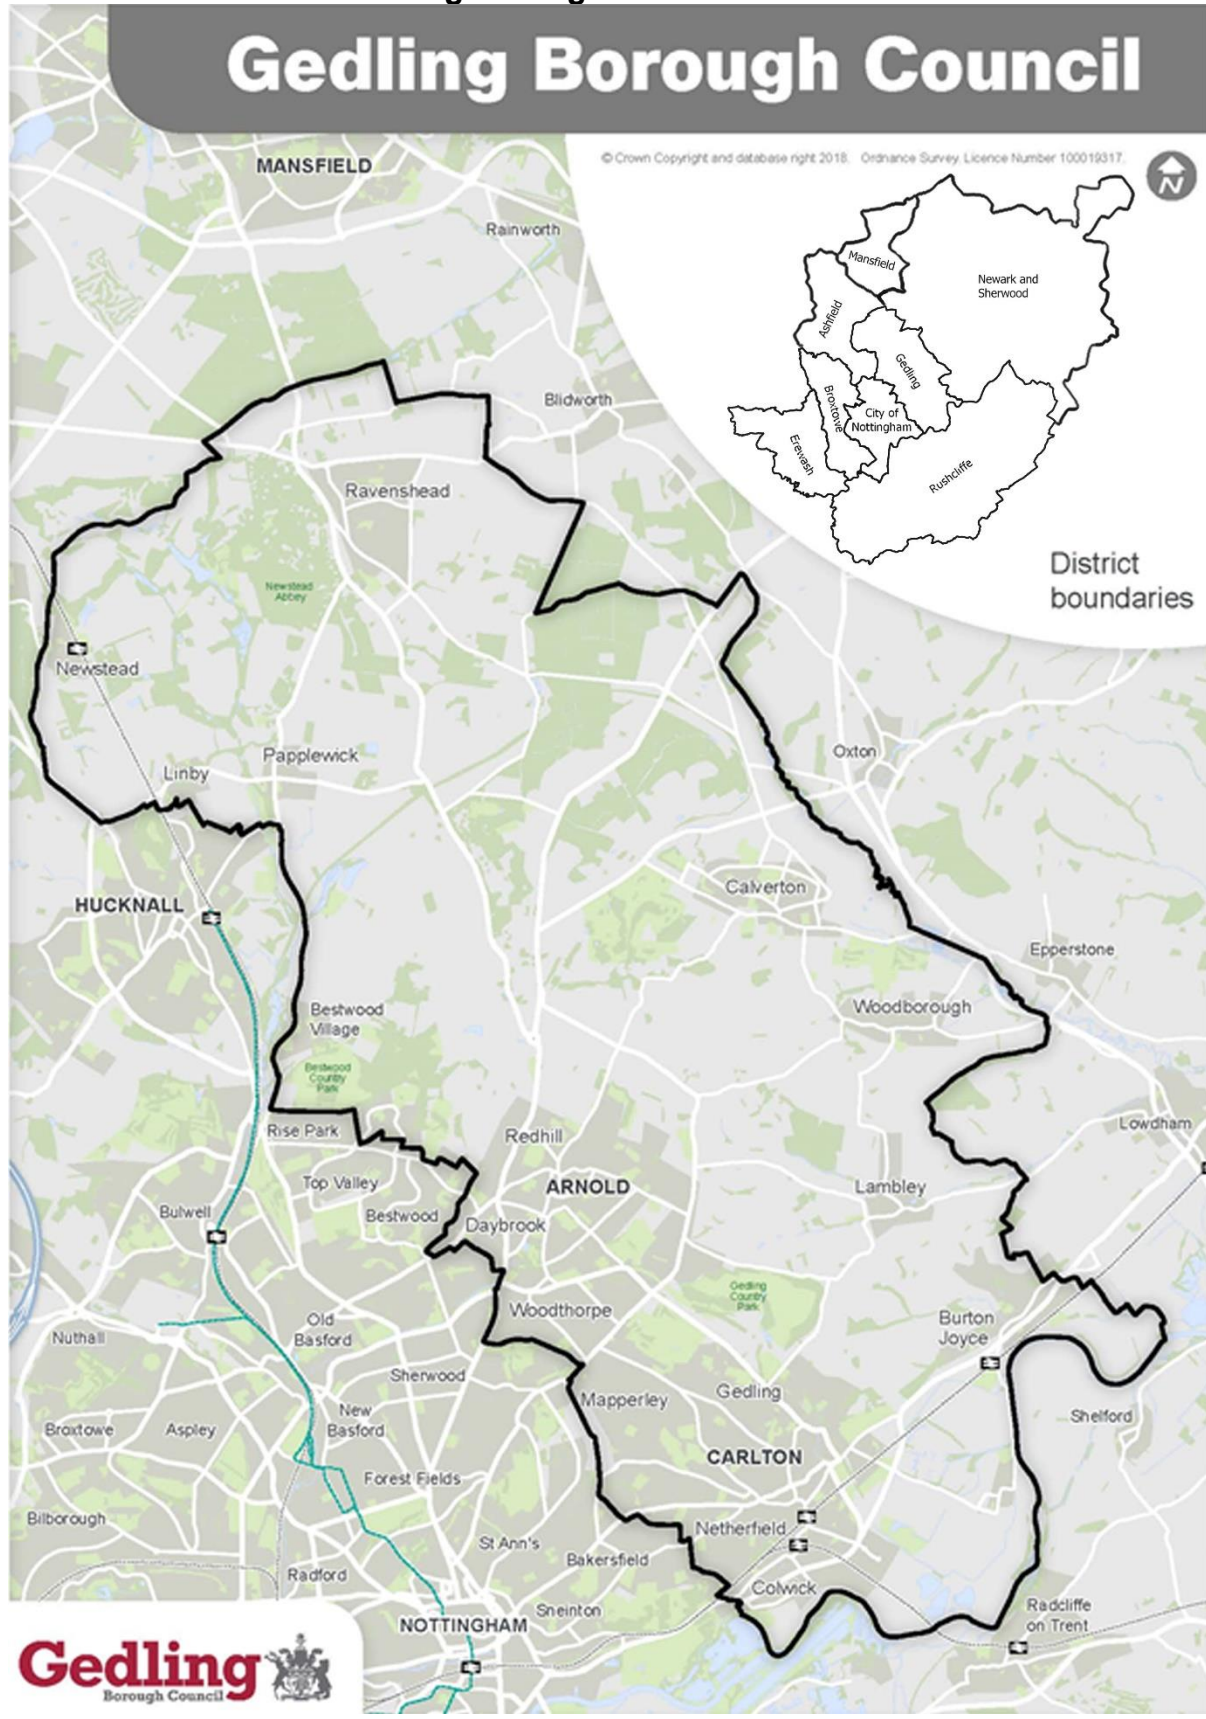 Gedling Borough Council
© Crown Copyright and database right 2018. Ordnance Survey. Licence Number 100019317.
N
MANSFIELD
Rainworth
Mansfield
Newark and
Sherwood
Ashfield
Gedling
Broxtowe
City of
Nottingham
Erewash
Rushcliffe
District
boundaries
Blidworth
Ravenshead
Newstead
Abbey
Newstead
Oxton
Papplewick
Linby
Calverton
HUCKNALL
Epperstone
Bestwood
Village
Woodborough
Bestwood
Country
Park
Rise Park
Redhill
Lowdham
Top Valley
ARNOLD
Lambley
Bulwell
Bestwood
Daybrook
Gedling
Country
Park
Woodthorpe
Old
Basford
Burton
Joyce
Nuthall
Sherwood
Mapperley
Gedling
New
Basford
Broxtowe
Aspley
Shelford
CARLTON
Forest Fields
Bilborough
Netherfield
St Ann's
Bakersfield
Radford
Colwick
Sneinton
Radcliffe
on Trent
NOTTINGHAM
Gedling
Borough Council